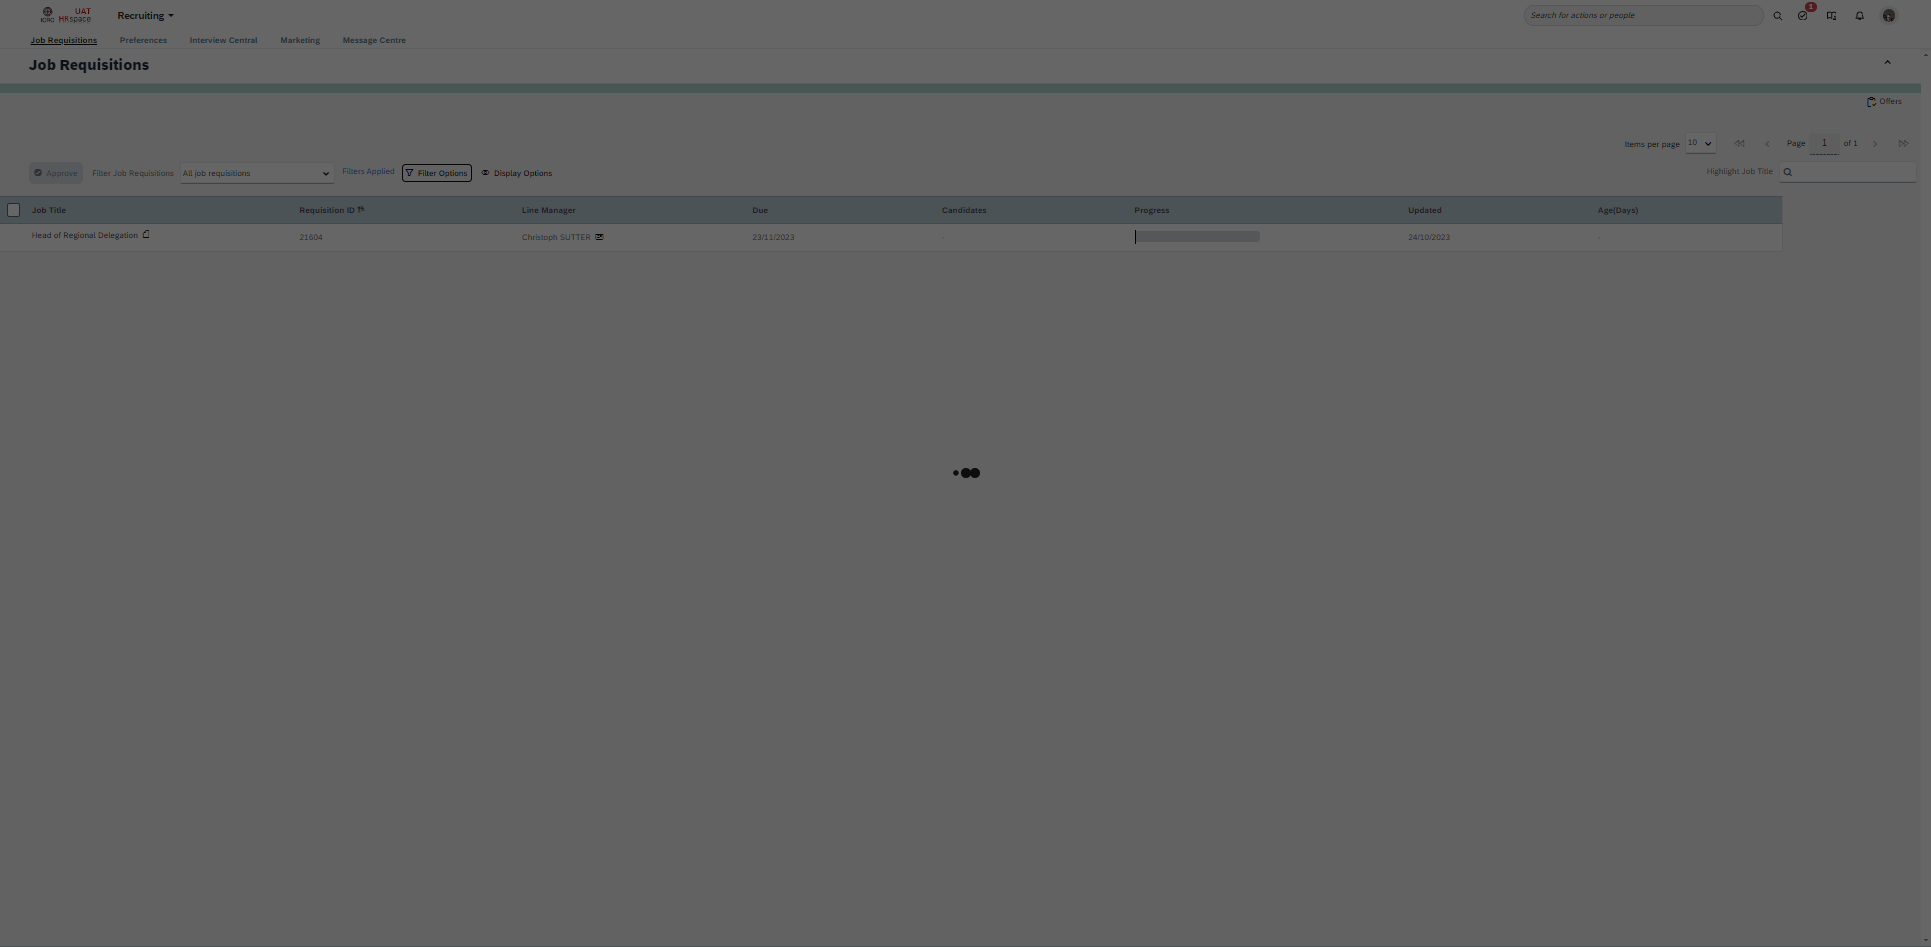 ICRC UAT HRspace
Recruiting
Search for actions or people
1
Job Requisitions Preferences Interview Central Marketing Message Centre
Job Requisitions
Offers
Items per page 10 Page 1 of 1
Approve Filter Job Requisitions All job requisitions Filters Applied Filter Options Display Options Highlight Job Title
Job Title Requisition ID Line Manager Due Candidates Progress Updated Age(Days)
Head of Regional Delegation 21604 Christoph SUTTER 23/11/2023 - 24/10/2023 -